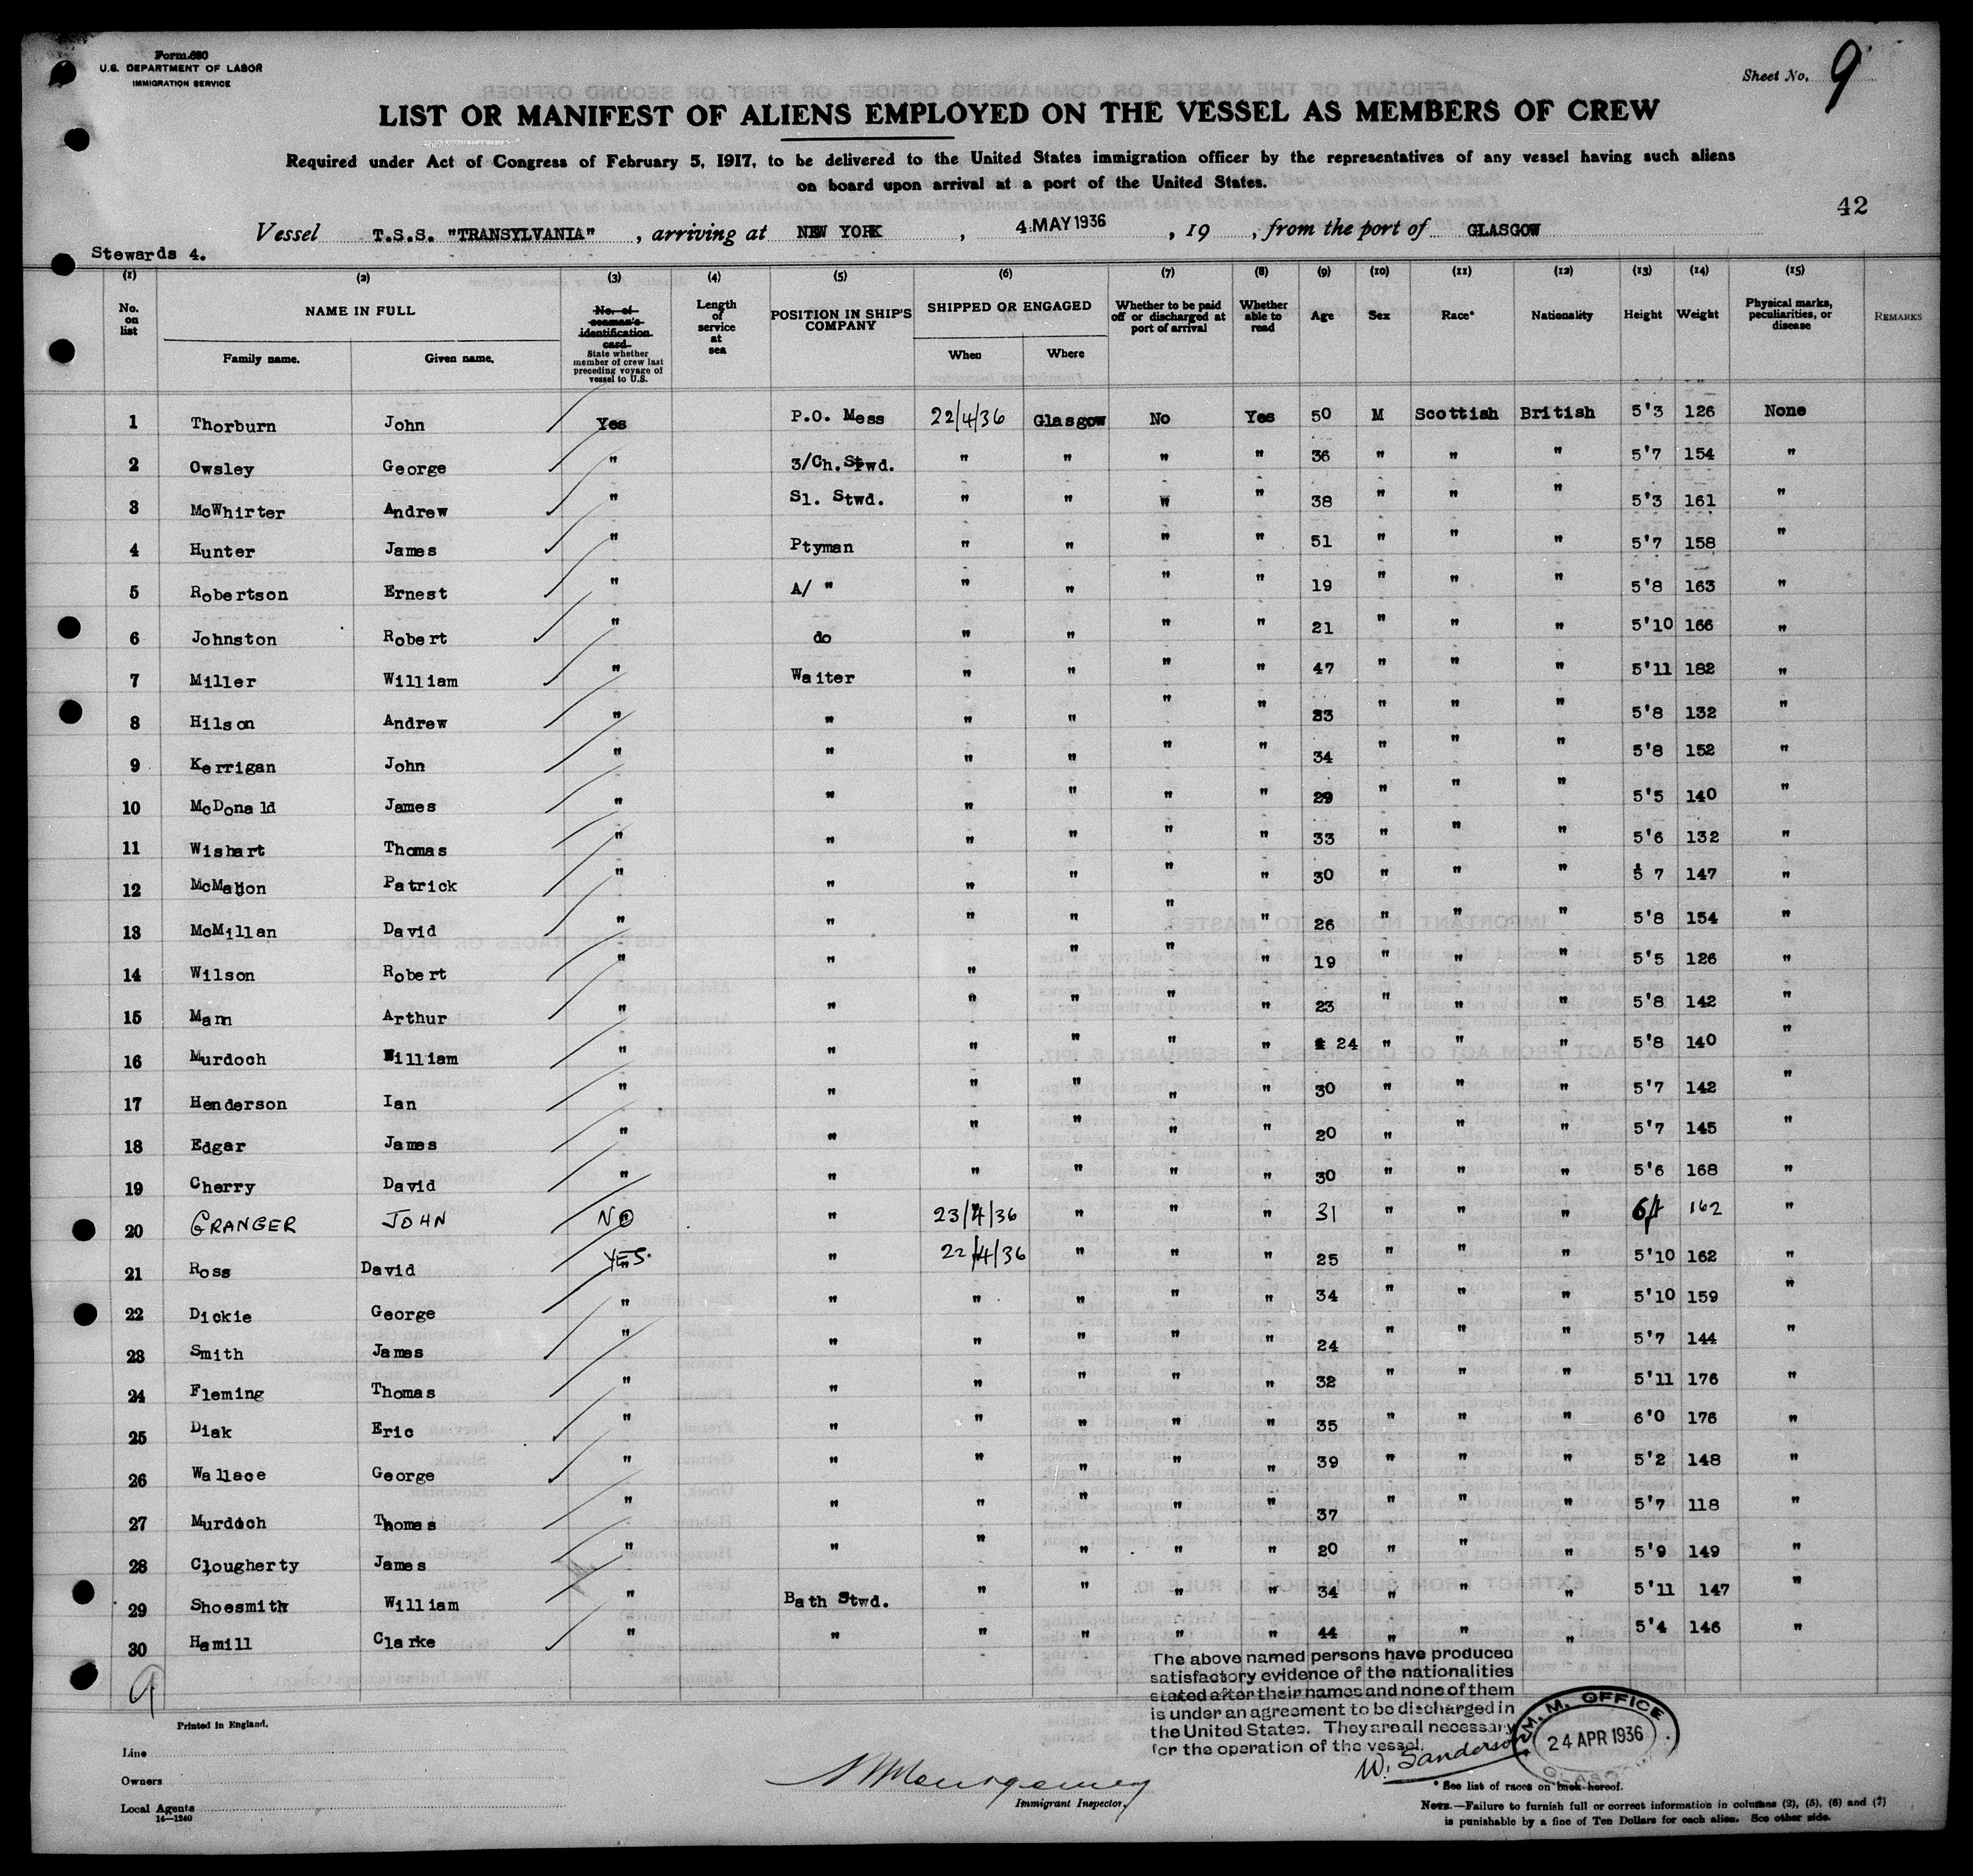 Form 680
U.S. DEPARTMENT OF LABOR
IMMIGRATION SERVICE
Sheet No. 9
LIST OR MANIFEST OF ALIENS EMPLOYED ON THE VESSEL AS MEMBERS OF CREW
Required under Act of Congress of February 5, 1917, to be delivered to the United States immigration officer by the representatives of any vessel having such aliens
on board upon arrival at a port of the United States.
42
Vessel T.S.S. "TRANSYLVANIA", arriving at NEW YORK, 4 MAY 1936, 19 , from the port of GLASGOW
Stewards 4.
(1) (2) (3) (4) (5) (6) (7) (8) (9) (10) (11) (12) (13) (14) (15)
No. on list NAME IN FULL Family name. Given name. No. of seaman's identification card State whether member of crew last preceding voyage of vessel to U.S. Length of service at sea POSITION IN SHIP'S COMPANY SHIPPED OR ENGAGED When Where Whether to be paid off or discharged at port of arrival Whether able to read Age Sex Race* Nationality Height Weight Physical marks, peculiarities, or disease REMARKS
1 Thorburn John Yes P.O. Mess 22/4/36 Glasgow No Yes 50 M Scottish British 5'3 126 None
2 Owsley George " 3/Ch.Stwd. " " " " 36 " " " 5'7 154 "
3 McWhirter Andrew " Sl. Stwd. " " " " 38 " " " 5'3 161 "
4 Hunter James " Ptyman " " " " 51 " " " 5'7 158 "
5 Robertson Ernest " A/ " " " " " 19 " " " 5'8 163 "
6 Johnston Robert " do " " " " 21 " " " 5'10 166 "
7 Miller William " Waiter " " " " 47 " " " 5'11 182 "
8 Hilson Andrew " " " " " " 23 " " " 5'8 132 "
9 Kerrigan John " " " " " " 34 " " " 5'8 152 "
10 McDonald James " " " " " " 29 " " " 5'5 140 "
11 Wishart Thomas " " " " " " 33 " " " 5'6 132 "
12 McMahon Patrick " " " " " " 30 " " " 5 7 147 "
13 McMillan David " " " " " " 26 " " " 5'8 154 "
14 Wilson Robert " " " " " " 19 " " " 5'5 126 "
15 Mann Arthur " " " " " " 23 " " " 5'8 142 "
16 Murdoch William " " " " " " 24 " " " 5'8 140 "
17 Henderson Ian " " " " " " 30 " " " 5'7 142 "
18 Edgar James " " " " " " 20 " " " 5'7 145 "
19 Cherry David " " " " " " 30 " " " 5'6 168 "
20 GRANGER JOHN NO " 23/4/36 " " " 31 " " " 6ft 162 "
21 Ross David YES. " 22/4/36 " " " 25 " " " 5'10 162 "
22 Dickie George " " " " " " 34 " " " 5'10 159 "
23 Smith James " " " " " " 24 " " " 5'7 144 "
24 Fleming Thomas " " " " " " 32 " " " 5'11 176 "
25 Diak Eric " " " " " " 35 " " " 6'0 176 "
26 Wallace George " " " " " " 39 " " " 5'2 148 "
27 Murdoch Thomas " " " " " " 37 " " " 5'7 118 "
28 Clougherty James " " " " " " 20 " " " 5'9 149 "
29 Shoesmith William " Bath Stwd. " " " " 34 " " " 5'11 147 "
30 Hamill Clarke " " " " " " 44 " " " 5'4 146 "
9
The above named persons have produced
satisfactory evidence of the nationalities
stated after their names and none of them
is under an agreement to be discharged in
the United States. They are all necessary
for the operation of the vessel.
W. Sanderson
M.M. OFFICE
24 APR 1936
GLASGOW
Printed in England.
Line
Owners
Local Agents
14—1240
Immigrant Inspector.
* See list of races on back hereof.
NOTE.—Failure to furnish full or correct information in columns (2), (5), (6) and (7)
is punishable by a fine of Ten Dollars for each alien. See other side.